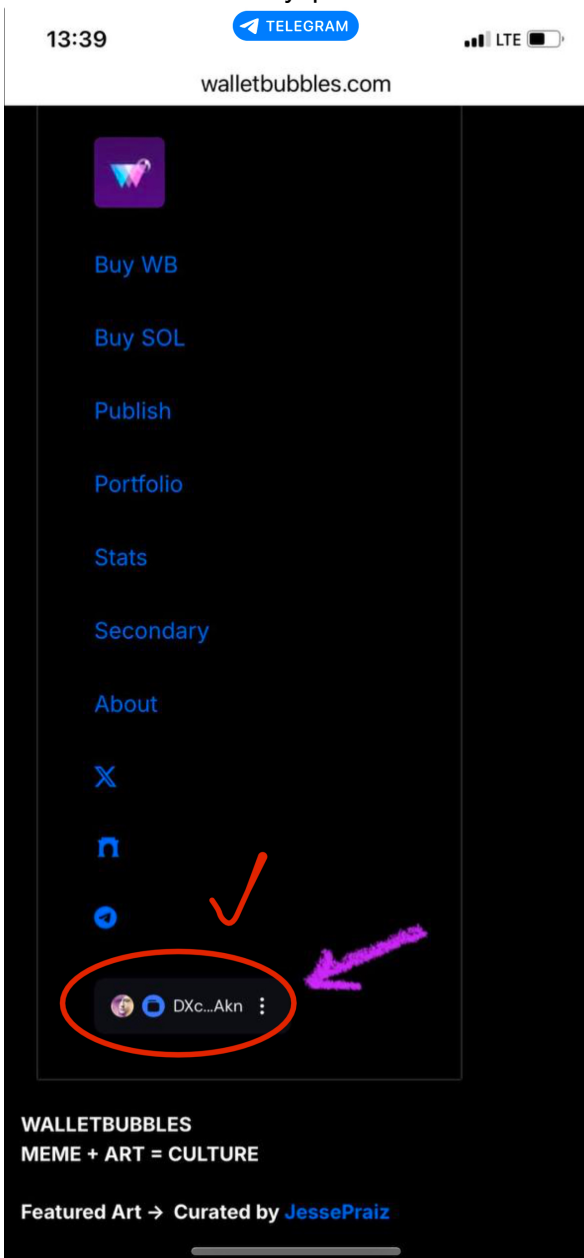 TELEGRAM
13:39
LTE
walletbubbles.com
Buy WB
Buy SOL
Publish
Portfolio
Stats
Secondary
About
DXc...Akn
WALLETBUBBLES
MEME + ART = CULTURE
Featured Art → Curated by JessePraiz